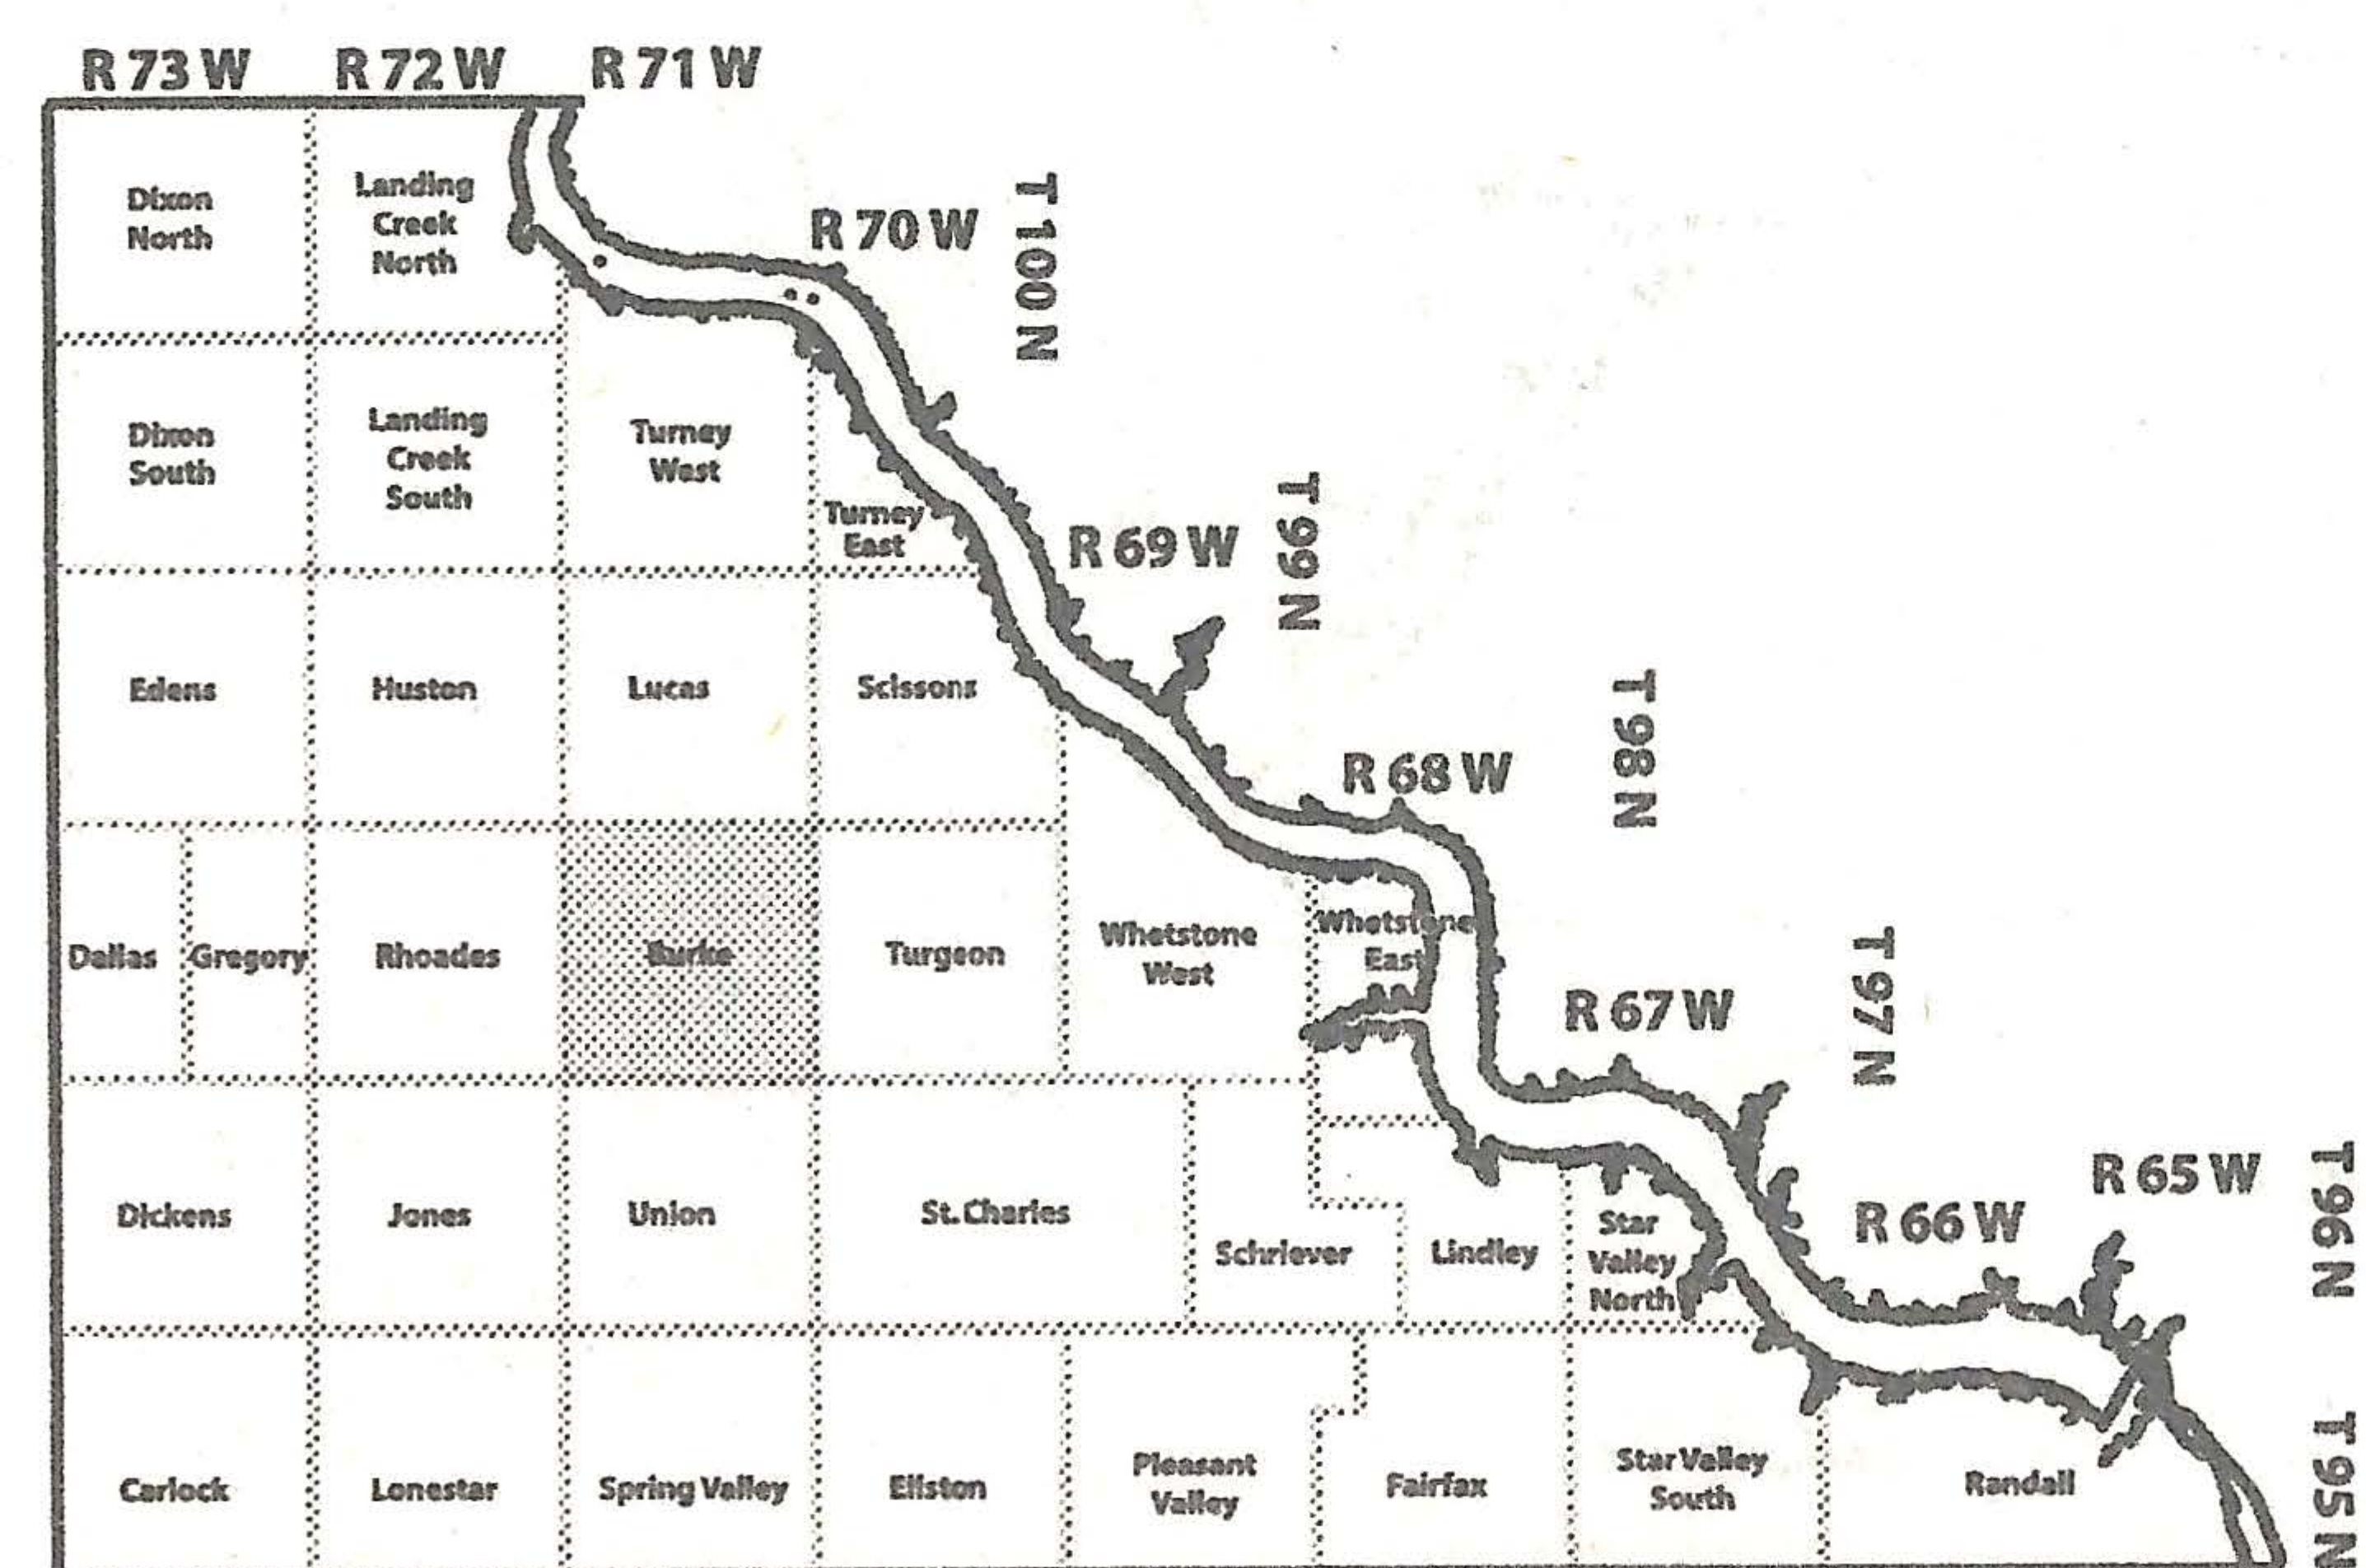 R 73 W
R 72 W
R 71 W
Dixon
North
Landing
Creek
North
R 70 W
T 100 N
Dixon
South
Landing
Creek
South
Turney
West
Turney
East
R 69 W
T 99 N
Edens
Huston
Lucas
Scissons
R 68 W
T 98 N
Dallas
Gregory
Rhoades
Burke
Turgeon
Whetstone
West
Whetstone
East
R 67 W
T 97 N
Dickens
Jones
Union
St. Charles
Schriever
Lindley
Star
Valley
North
R 66 W
R 65 W
T 96 N
Carlock
Lonestar
Spring Valley
Ellston
Pleasant
Valley
Fairfax
Star Valley
South
Randall
T 95 N